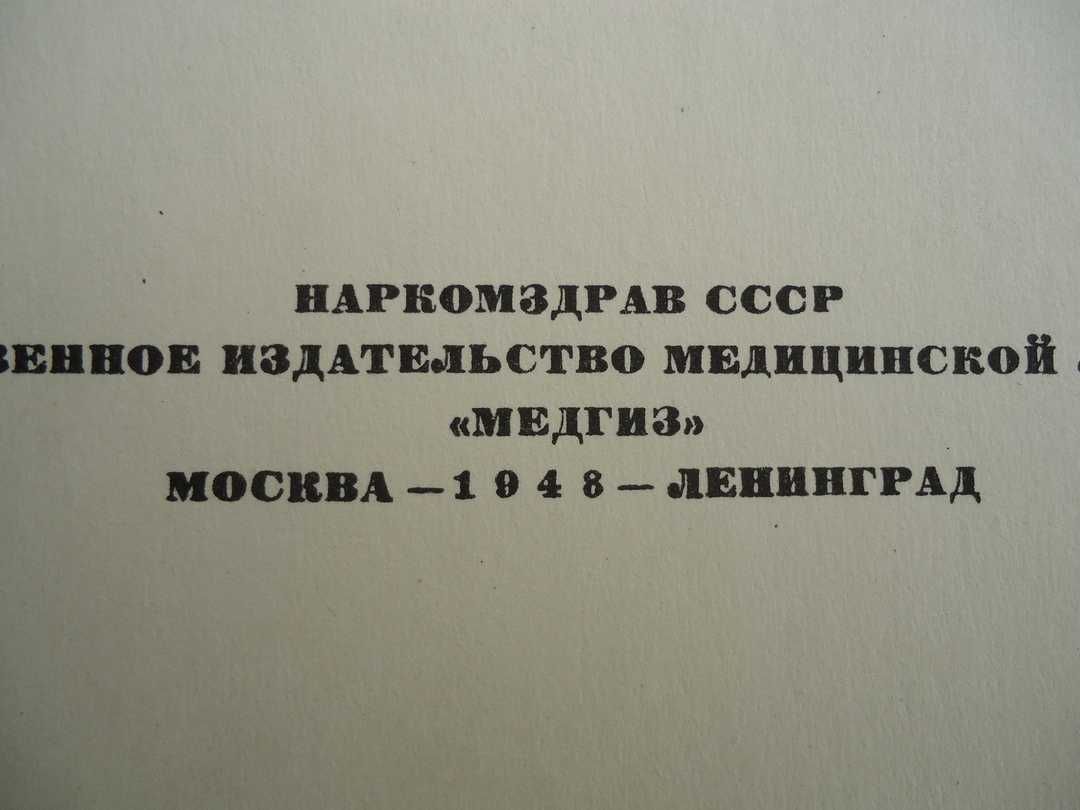 НАРКОМЗДРАВ СССР
ВЕННОЕ ИЗДАТЕЛЬСТВО МЕДИЦИНСКОЙ
«МЕДГИЗ»
МОСКВА — 1 9 4 8 — ЛЕНИНГРАД